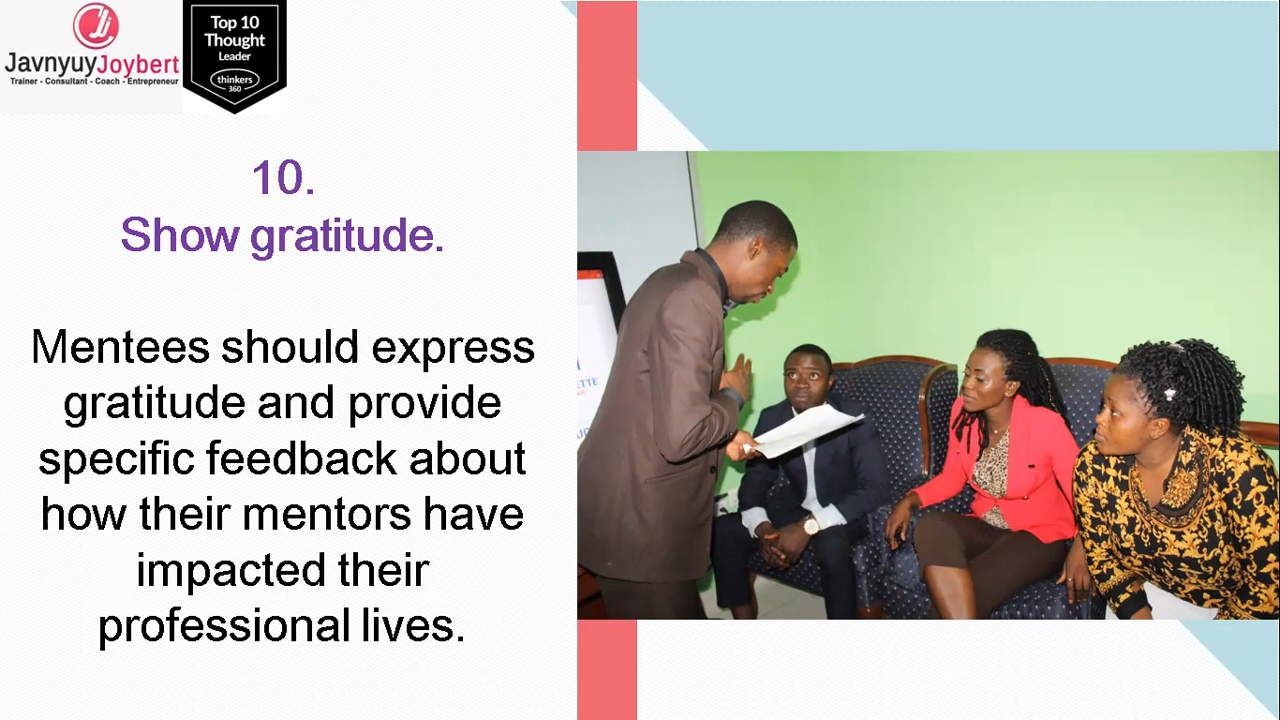 JavnyuyJoybert
Trainer - Consultant - Coach - Entrepreneur
Top 10
Thought
Leader
thinkers
360
10.
Show gratitude.
Mentees should express
gratitude and provide
specific feedback about
how their mentors have
impacted their
professional lives.